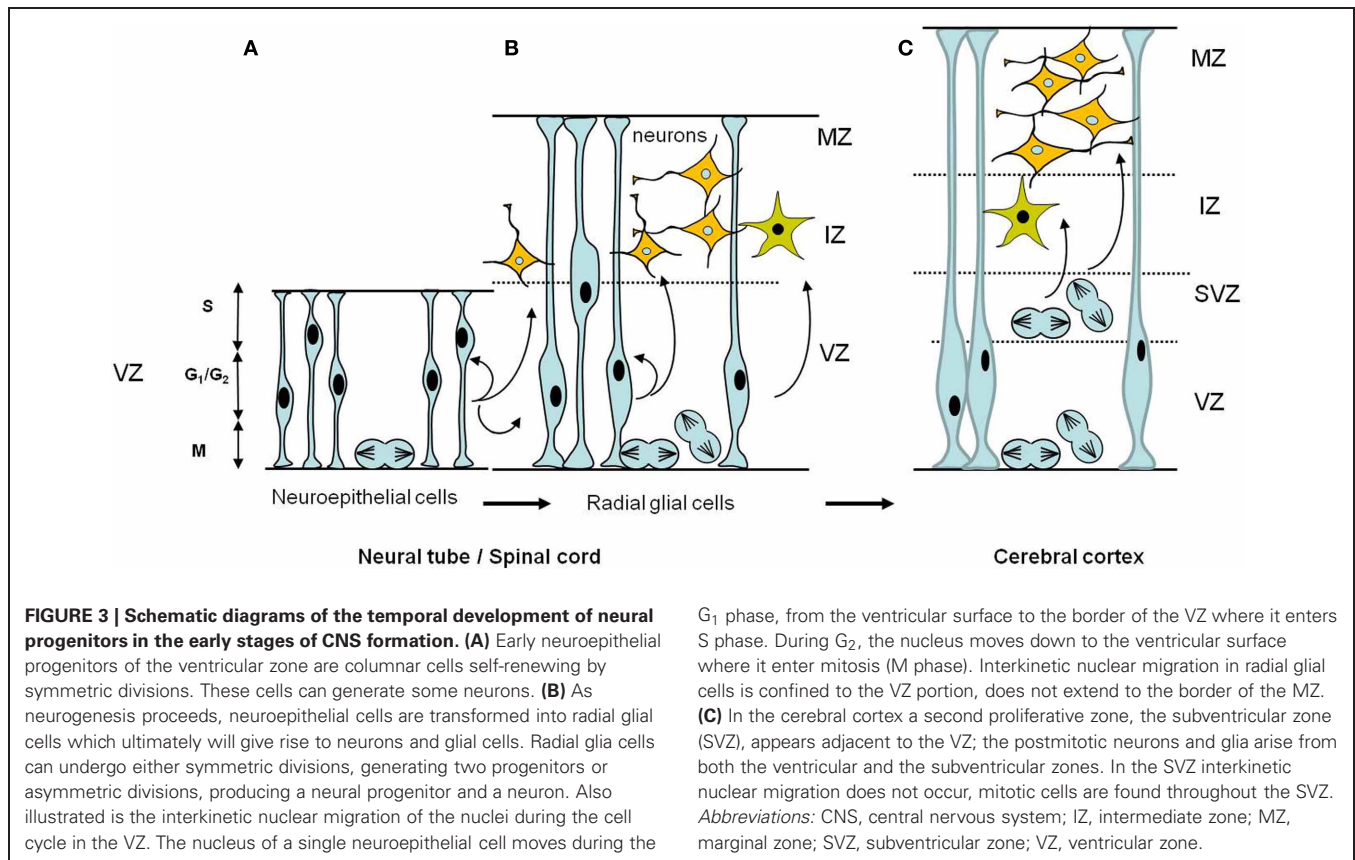 A
B
C
MZ
neurons
MZ
IZ
IZ
SVZ
S
VZ
G1/G2
VZ
VZ
M
Neuroepithelial cells
Radial glial cells
Neural tube / Spinal cord
Cerebral cortex
FIGURE 3 | Schematic diagrams of the temporal development of neural
progenitors in the early stages of CNS formation. (A) Early neuroepithelial
progenitors of the ventricular zone are columnar cells self-renewing by
symmetric divisions. These cells can generate some neurons. (B) As
neurogenesis proceeds, neuroepithelial cells are transformed into radial glial
cells which ultimately will give rise to neurons and glial cells. Radial glia cells
can undergo either symmetric divisions, generating two progenitors or
asymmetric divisions, producing a neural progenitor and a neuron. Also
illustrated is the interkinetic nuclear migration of the nuclei during the cell
cycle in the VZ. The nucleus of a single neuroepithelial cell moves during the
G1 phase, from the ventricular surface to the border of the VZ where it enters
S phase. During G2, the nucleus moves down to the ventricular surface
where it enter mitosis (M phase). Interkinetic nuclear migration in radial glial
cells is confined to the VZ portion, does not extend to the border of the MZ.
(C) In the cerebral cortex a second proliferative zone, the subventricular zone
(SVZ), appears adjacent to the VZ; the postmitotic neurons and glia arise from
both the ventricular and the subventricular zones. In the SVZ interkinetic
nuclear migration does not occur, mitotic cells are found throughout the SVZ.
Abbreviations: CNS, central nervous system; IZ, intermediate zone; MZ,
marginal zone; SVZ, subventricular zone; VZ, ventricular zone.